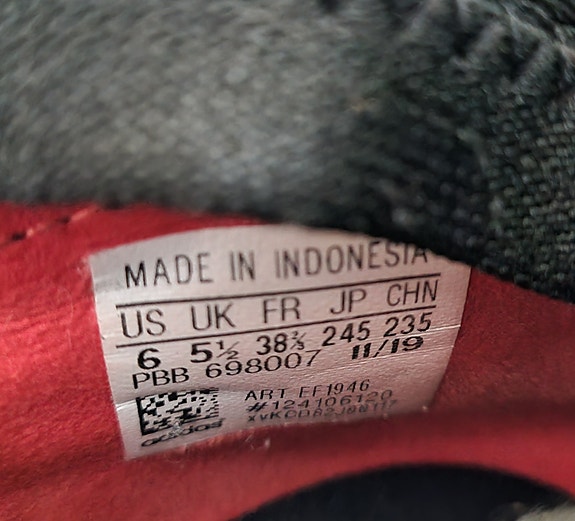 MADE IN INDONESIA
US UK FR JP CHN
6 5½ 38⅔ 245 235
PBB 698007 11/19
ART EF1946
#124106120
adidas